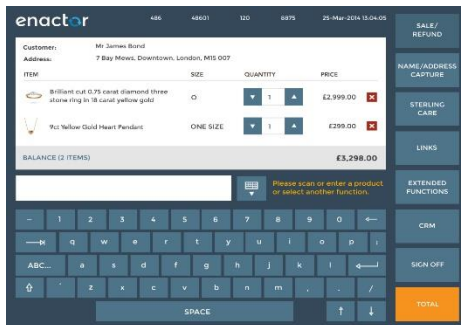 enactor 486 48601 120 6875 25-Mar-2014 13:04:05
SALE/
REFUND
Customer: Mr James Bond
Address: 7 Bay Mews, Downtown, London, M15 007
NAME/ADDRESS
CAPTURE
ITEM SIZE QUANTITY PRICE
Brilliant cut 0.75 carat diamond three
stone ring in 18 carat yellow gold O 1 £2,999.00
STERLING
CARE
9ct Yellow Gold Heart Pendant ONE SIZE 1 £299.00
LINKS
BALANCE (2 ITEMS) £3,298.00
Please scan or enter a product
or select another function.
EXTENDED
FUNCTIONS
- 1 2 3 4 5 6 7 8 9 0
CRM
q w e r t y u i o p
ABC... a s d f g h j k l
SIGN OFF
' z x c v b n m , . /
SPACE
TOTAL